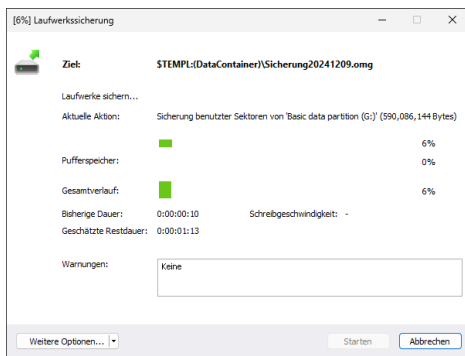 [6%] Laufwerkssicherung
Ziel: $TEMPL:(DataContainer)\Sicherung20241209.omg
Laufwerke sichern...
Aktuelle Aktion: Sicherung benutzter Sektoren von 'Basic data partition (G:)' (590,086,144 Bytes)
6%
Pufferspeicher: 0%
Gesamtverlauf: 6%
Bisherige Dauer: 0:00:00:10 Schreibgeschwindigkeit: -
Geschätzte Restdauer: 0:00:01:13
Warnungen: Keine
Weitere Optionen... Starten Abbrechen